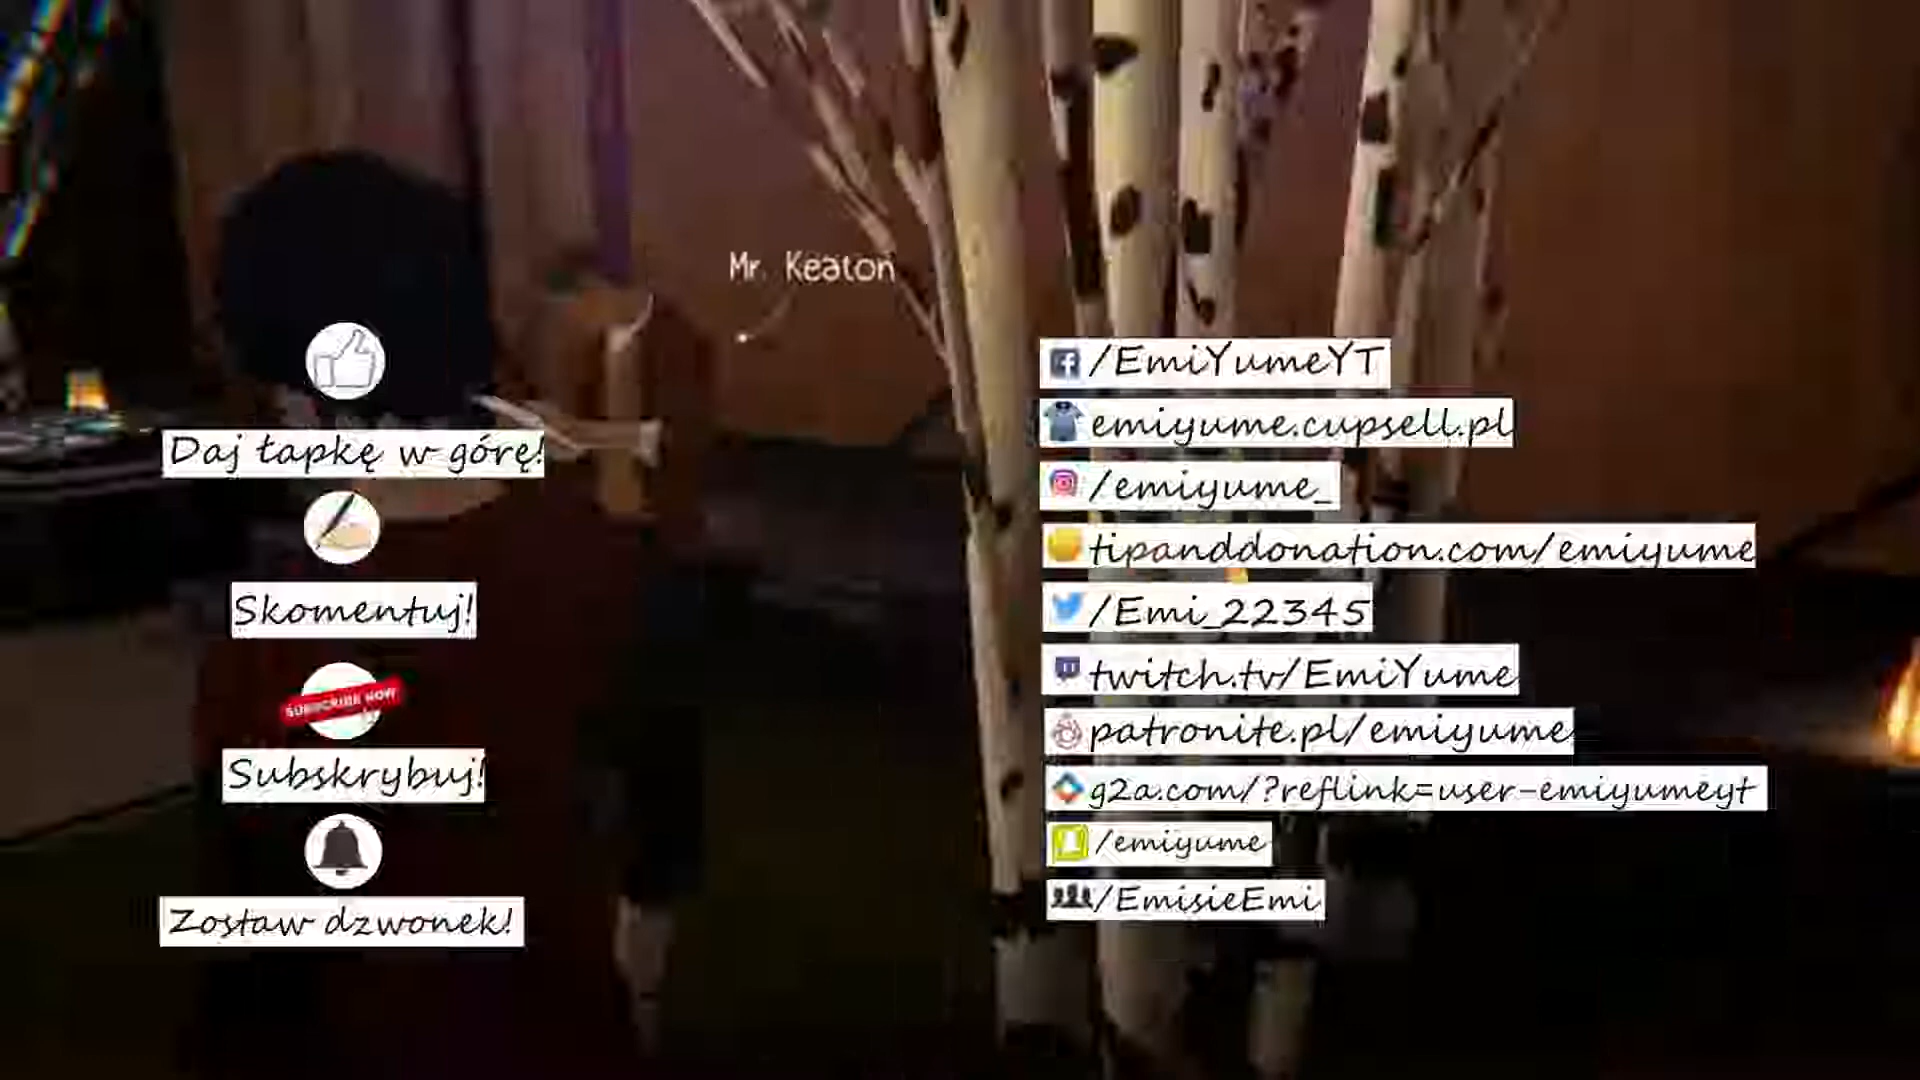 Mr. Keaton
Daj łapkę w górę!
Skomentuj!
SUBSCRIBE NOW
Subskrybuj!
Zostaw dzwonek!
/EmiYumeYT
emiyume.cupsell.pl
/emiyume_
tipanddonation.com/emiyume
/Emi_22345
twitch.tv/EmiYume
patronite.pl/emiyume
g2a.com/?reflink=user-emiyumeyt
/emiyume
/EmisieEmi